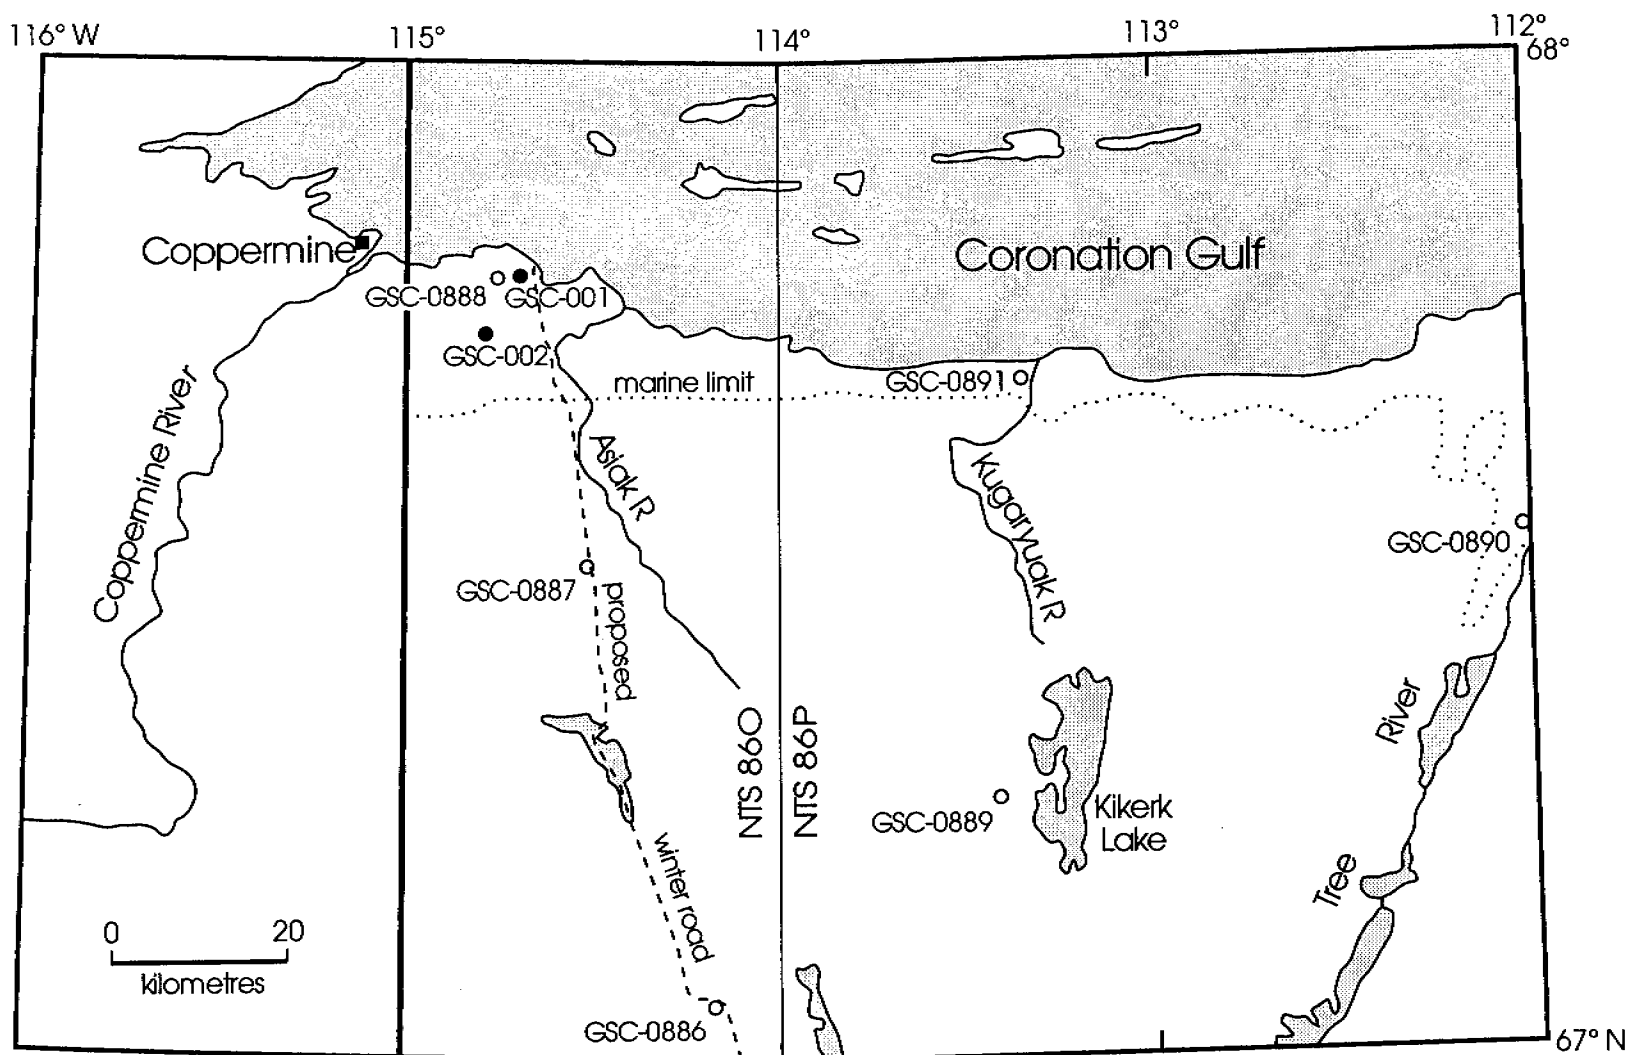 116° W
115°
114°
113°
112°
68°
Coppermine
Coronation Gulf
GSC-0888
GSC-001
GSC-002
marine limit
GSC-0891
Coppermine River
Asiak R
Kugaryuak R
GSC-0890
GSC-0887
proposed
River
NTS 86O
NTS 86P
GSC-0889
Kikerk
Lake
winter road
Tree
0
20
kilometres
GSC-0886
67° N